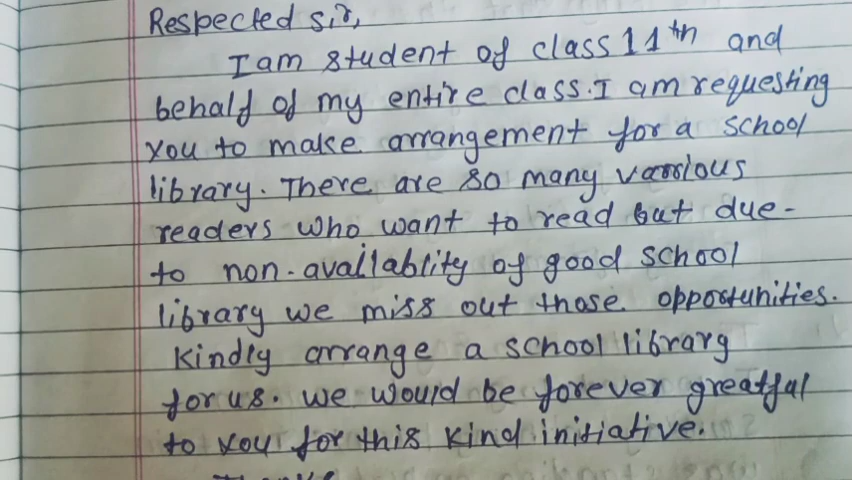 Respected sir,
I am student of class 11th and
behalf of my entire class. I am requesting
you to make arrangement for a school
library. There are so many various
readers who want to read but due-
to non-availablity of good school
library we miss out those opportunities.
Kindly arrange a school library
for us. we would be forever greatful
to you for this kind initiative.